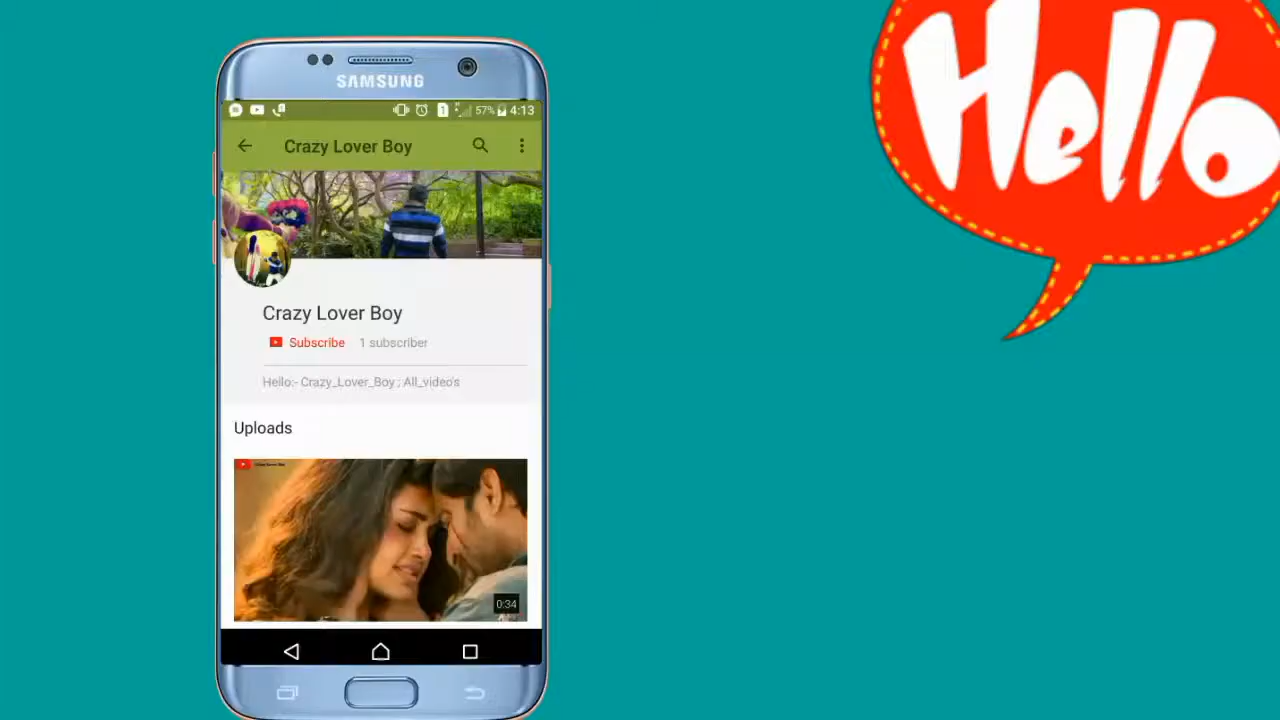 Hello
SAMSUNG
1 57% 4:13
Crazy Lover Boy
Crazy Lover Boy
Subscribe 1 subscriber
Hello:- Crazy_Lover_Boy ; All_video's
Uploads
0:34